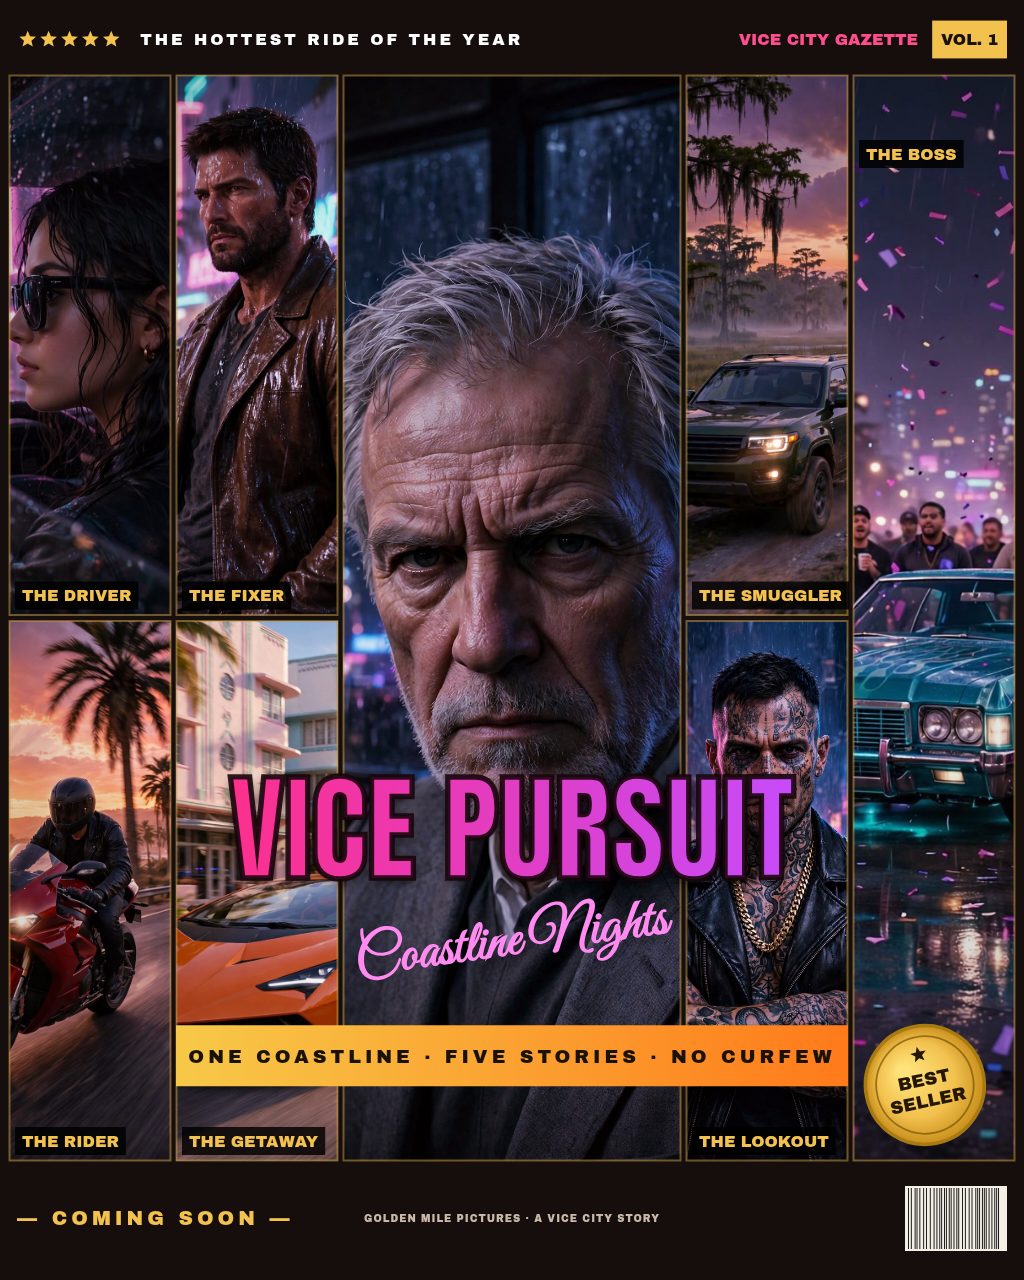 ★★★★★ THE HOTTEST RIDE OF THE YEAR
VICE CITY GAZETTE
VOL. 1
THE BOSS
THE DRIVER
THE FIXER
THE SMUGGLER
VICE PURSUIT
Coastline Nights
ONE COASTLINE · FIVE STORIES · NO CURFEW
★
BEST
SELLER
THE RIDER
THE GETAWAY
THE LOOKOUT
— COMING SOON —
GOLDEN MILE PICTURES · A VICE CITY STORY